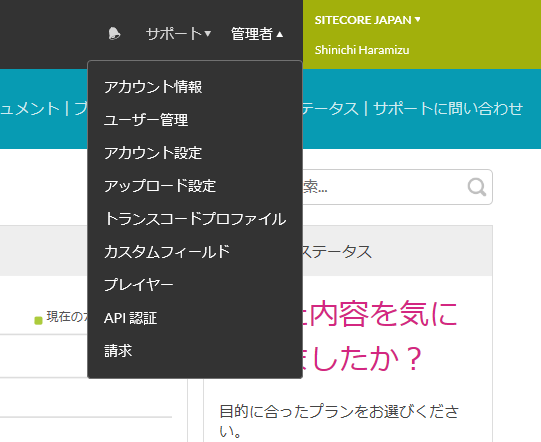 サポート▼ 管理者▲
SITECORE JAPAN ▼
Shinichi Haramizu
ュメント | ブ
テータス | サポートに問い合わせ
アカウント情報
ユーザー管理
アカウント設定
アップロード設定
トランスコードプロファイル
カスタムフィールド
プレイヤー
API 認証
請求
索...
ステータス
現在の
内容を気に
ましたか？
目的に合ったプランをお選びくださ
い。